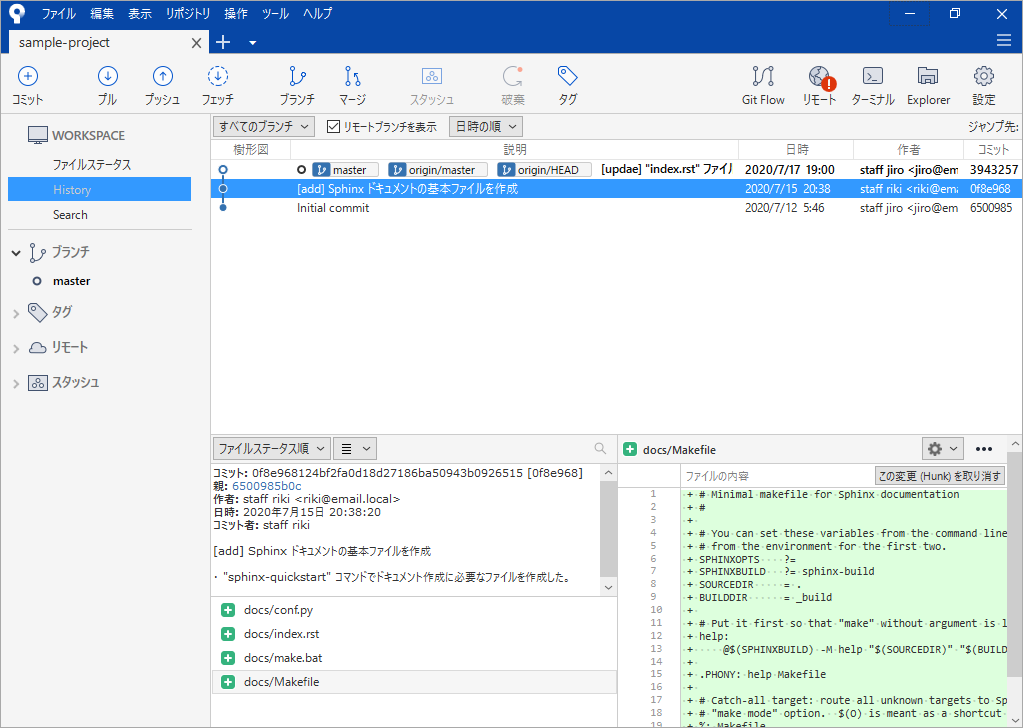 ファイル 編集 表示 リポジトリ 操作 ツール ヘルプ
sample-project
コミット プル プッシュ フェッチ ブランチ マージ スタッシュ 破棄 タグ Git Flow リモート ターミナル Explorer 設定
WORKSPACE
ファイルステータス
History
Search
ブランチ
master
タグ
リモート
スタッシュ
すべてのブランチ リモートブランチを表示 日時の順 ジャンプ先:
樹形図 説明 日時 作者 コミット
master origin/master origin/HEAD [updae] "index.rst" ファイル 2020/7/17 19:00 staff jiro <jiro@em 3943257
[add] Sphinx ドキュメントの基本ファイルを作成 2020/7/15 20:38 staff riki <riki@ema 0f8e968
Initial commit 2020/7/12 5:46 staff jiro <jiro@em 6500985
ファイルステータス順
コミット: 0f8e968124bf2fa0d18d27186ba50943b0926515 [0f8e968]
親: 6500985b0c
作者: staff riki <riki@email.local>
日時: 2020年7月15日 20:38:20
コミット者: staff riki
[add] Sphinx ドキュメントの基本ファイルを作成
・ "sphinx-quickstart" コマンドでドキュメント作成に必要なファイルを作成した。
docs/conf.py
docs/index.rst
docs/make.bat
docs/Makefile
docs/Makefile
ファイルの内容 この変更 (Hunk) を取り消す
1 + # Minimal makefile for Sphinx documentation
2 + #
3 +
4 + # You can set these variables from the command line
5 + # from the environment for the first two.
6 + SPHINXOPTS ?=
7 + SPHINXBUILD ?= sphinx-build
8 + SOURCEDIR = .
9 + BUILDDIR = _build
10 +
11 + # Put it first so that "make" without argument is l
12 + help:
13 + @$(SPHINXBUILD) -M help "$(SOURCEDIR)" "$(BUILD
14 +
15 + .PHONY: help Makefile
16 +
17 + # Catch-all target: route all unknown targets to Sp
18 + # "make mode" option. $(O) is meant as a shortcut
19 + %: Makefile